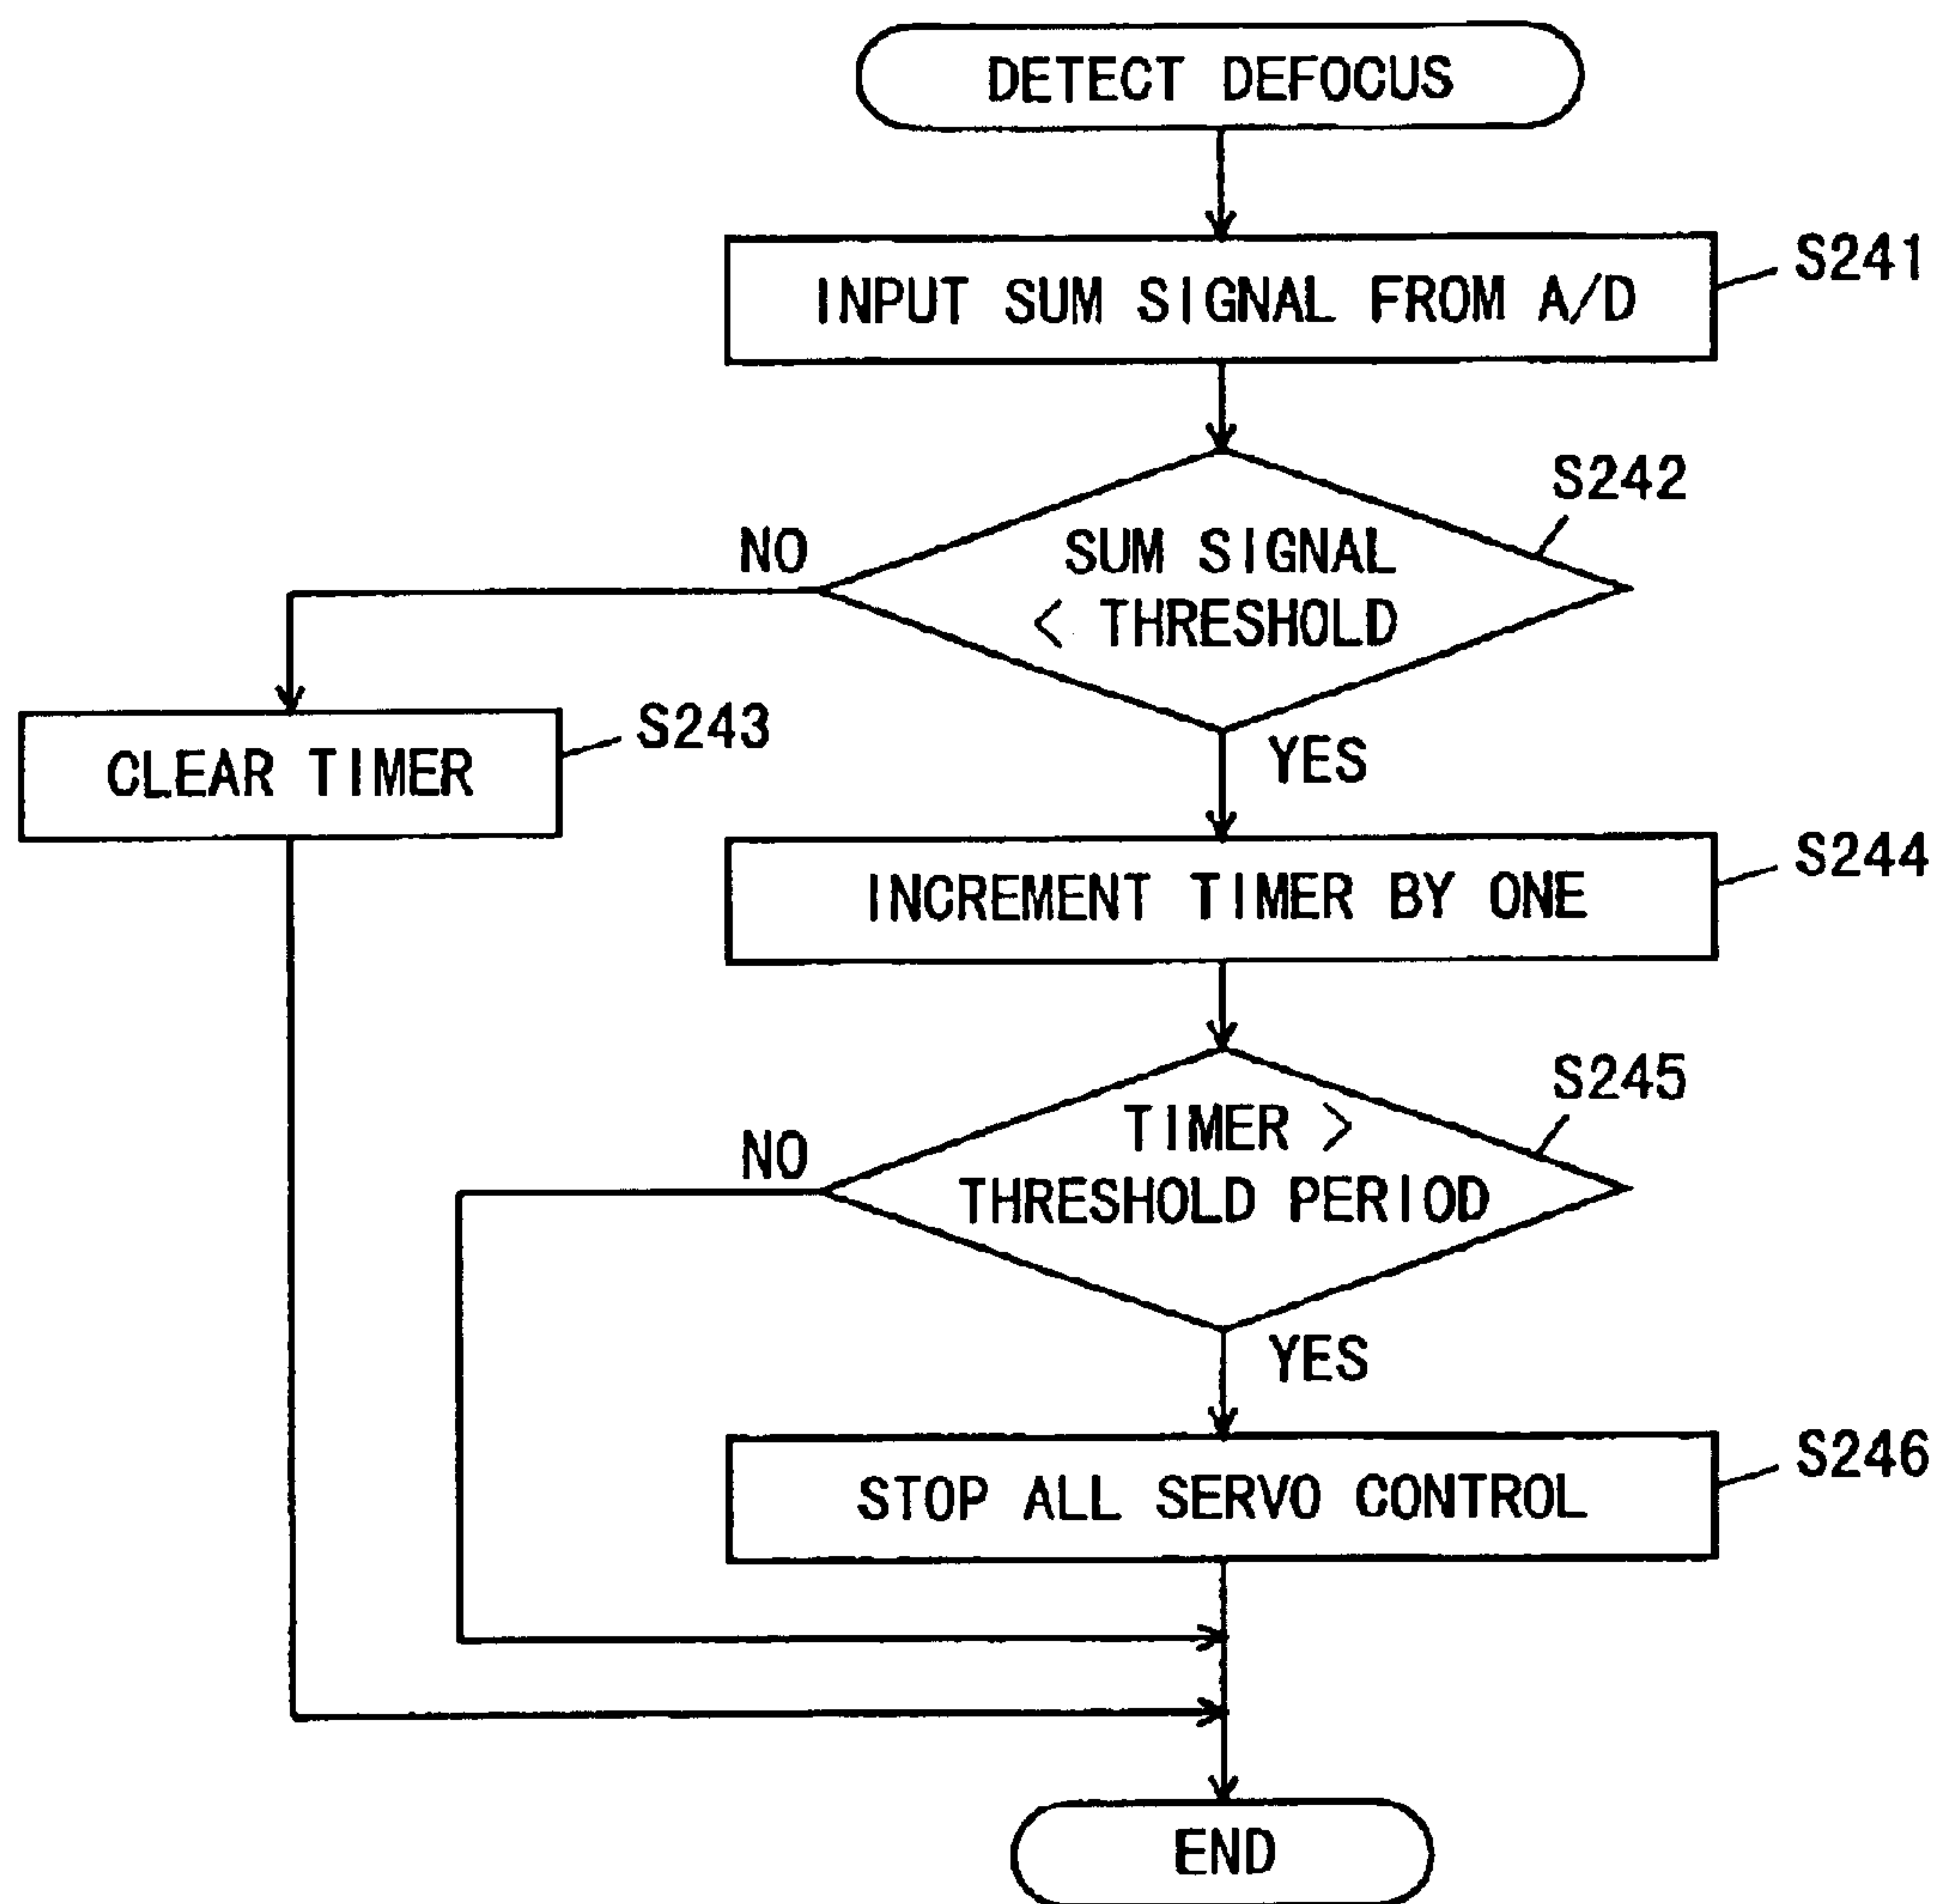 DETECT DEFOCUS
INPUT SUM SIGNAL FROM A/D
S241
S242
NO
SUM SIGNAL
< THRESHOLD
YES
CLEAR TIMER
S243
INCREMENT TIMER BY ONE
S244
S245
NO
TIMER >
THRESHOLD PERIOD
YES
STOP ALL SERVO CONTROL
S246
END